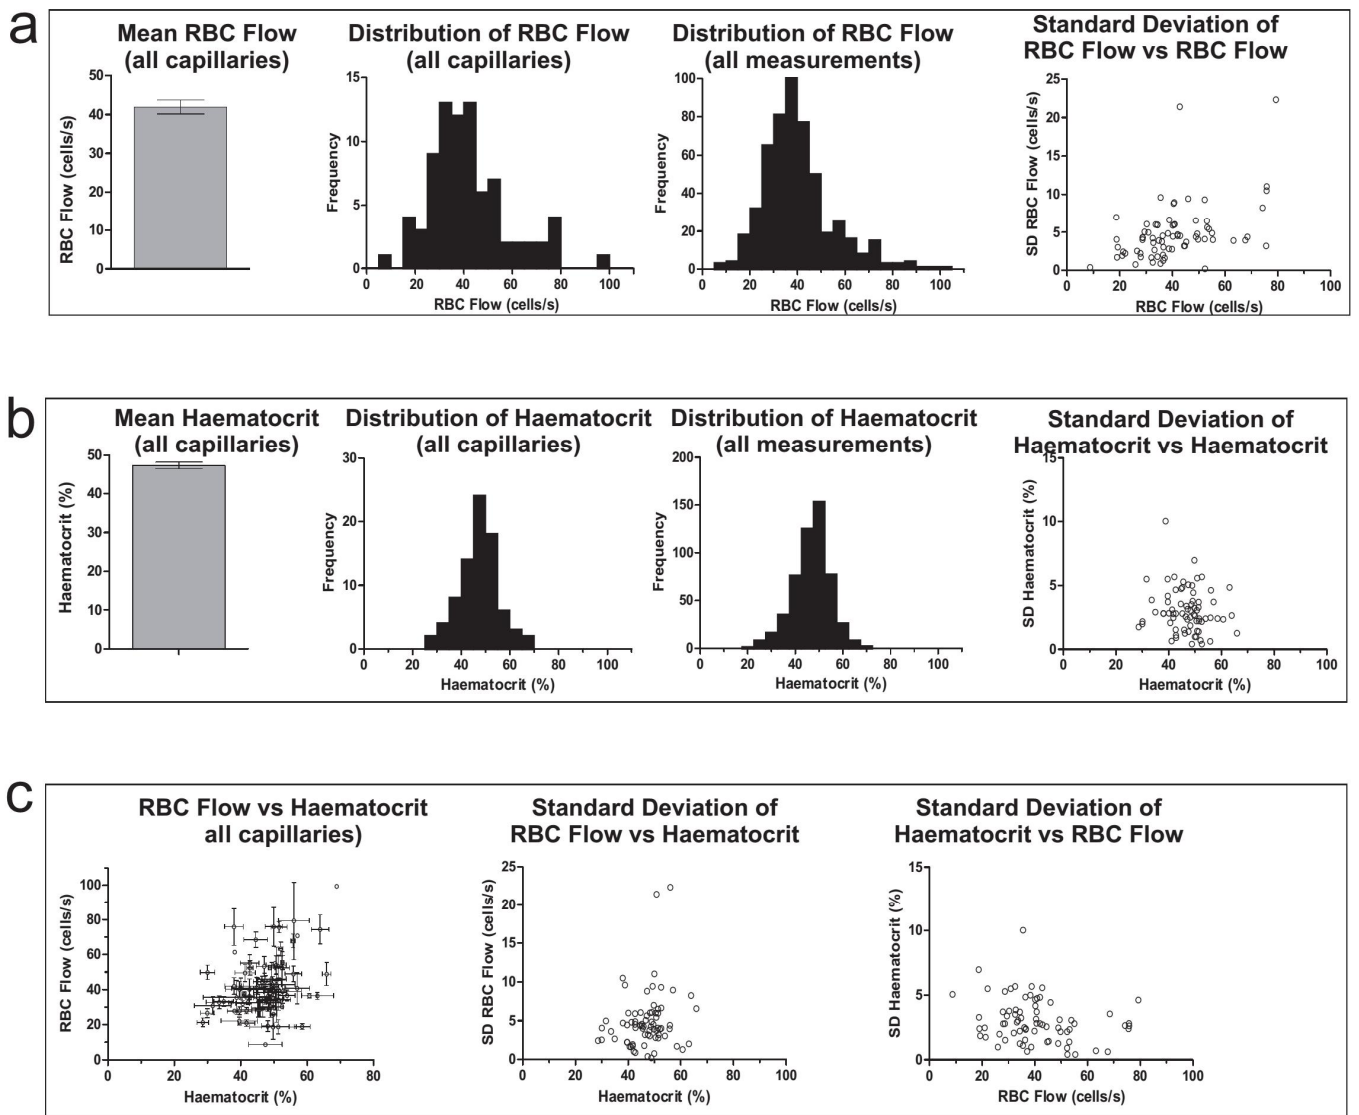 a
Mean RBC Flow
(all capillaries)
50
40
30
20
10
0
RBC Flow (cells/s)
Distribution of RBC Flow
(all capillaries)
15
10
5
0
Frequency
0 20 40 60 80 100
RBC Flow (cells/s)
Distribution of RBC Flow
(all measurements)
100
80
60
40
20
0
Frequency
0 20 40 60 80 100
RBC Flow (cells/s)
Standard Deviation of
RBC Flow vs RBC Flow
25
20
15
10
5
0
SD RBC Flow (cells/s)
0 20 40 60 80 100
RBC Flow (cells/s)
b
Mean Haematocrit
(all capillaries)
50
40
30
20
10
0
Haematocrit (%)
Distribution of Haematocrit
(all capillaries)
30
20
10
0
Frequency
0 20 40 60 80 100
Haematocrit (%)
Distribution of Haematocrit
(all measurements)
200
150
100
50
0
Frequency
0 20 40 60 80 100
Haematocrit (%)
Standard Deviation of
Haematocrit vs Haematocrit
15
10
5
0
SD Haematocrit (%)
0 20 40 60 80 100
Haematocrit (%)
c
RBC Flow vs Haematocrit
all capillaries)
100
80
60
40
20
0
RBC Flow (cells/s)
0 20 40 60 80
Haematocrit (%)
Standard Deviation of
RBC Flow vs Haematocrit
25
20
15
10
5
0
SD RBC Flow (cells/s)
0 20 40 60 80 100
Haematocrit (%)
Standard Deviation of
Haematocrit vs RBC Flow
15
10
5
0
SD Haematocrit (%)
0 20 40 60 80 100
RBC Flow (cells/s)